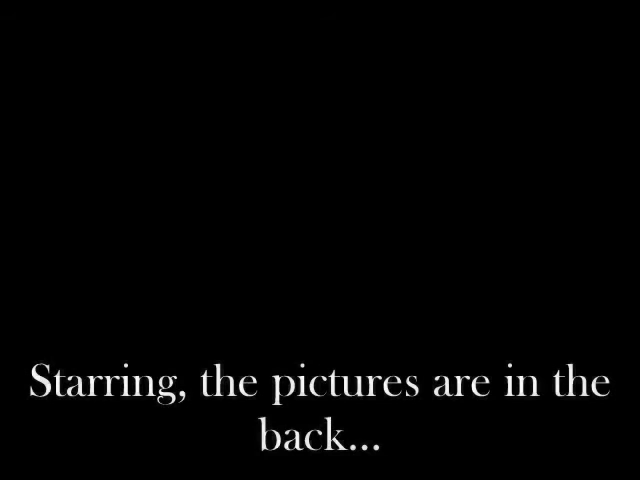 Starring, the pictures are in the
back...